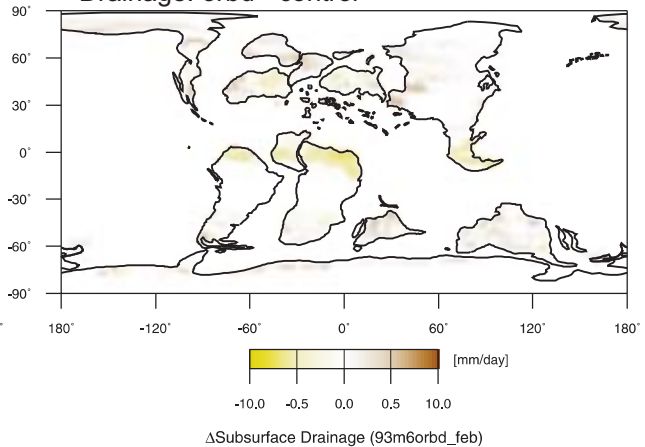 Drainage: orbd - control
90˚
60˚
30˚
0˚
-30˚
-60˚
-90˚
180˚ -120˚ -60˚ 0˚ 60˚ 120˚ 180˚
[mm/day]
-10.0 -0.5 0.0 0.5 10.0
ΔSubsurface Drainage (93m6orbd_feb)